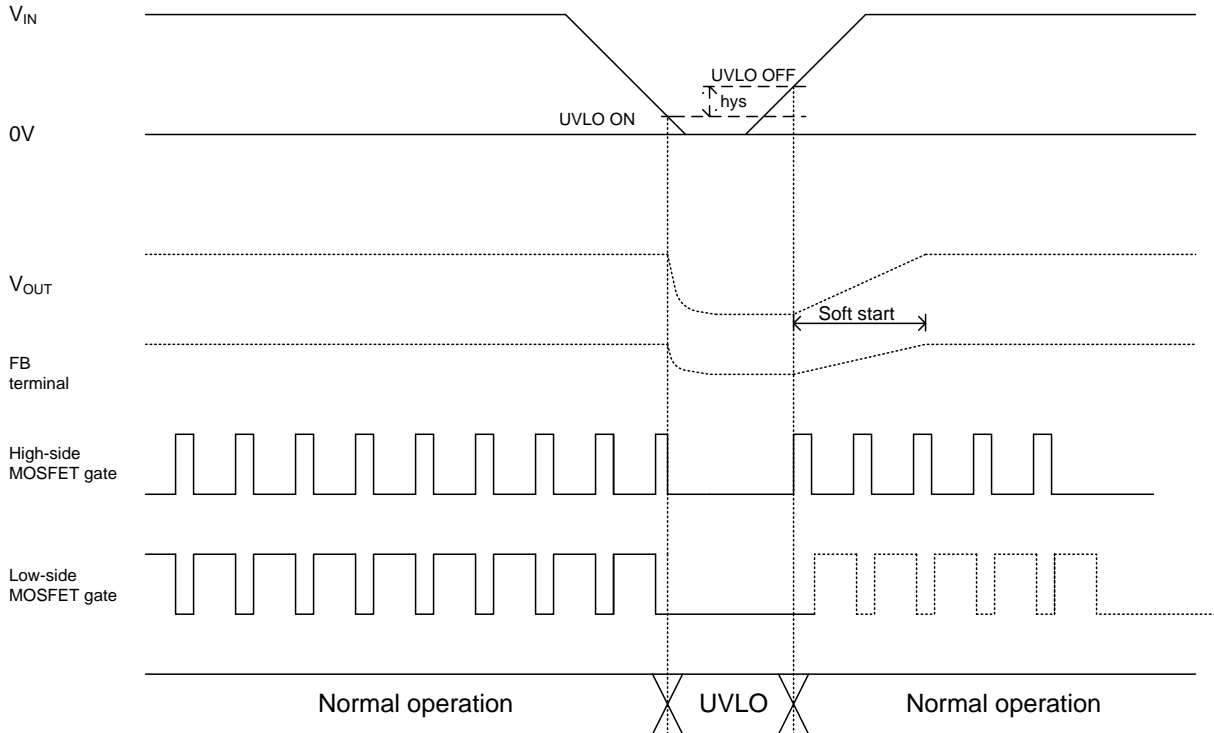 VIN
UVLO OFF
hys
UVLO ON
0V
VOUT
Soft start
FB
terminal
High-side
MOSFET gate
Low-side
MOSFET gate
Normal operation
UVLO
Normal operation